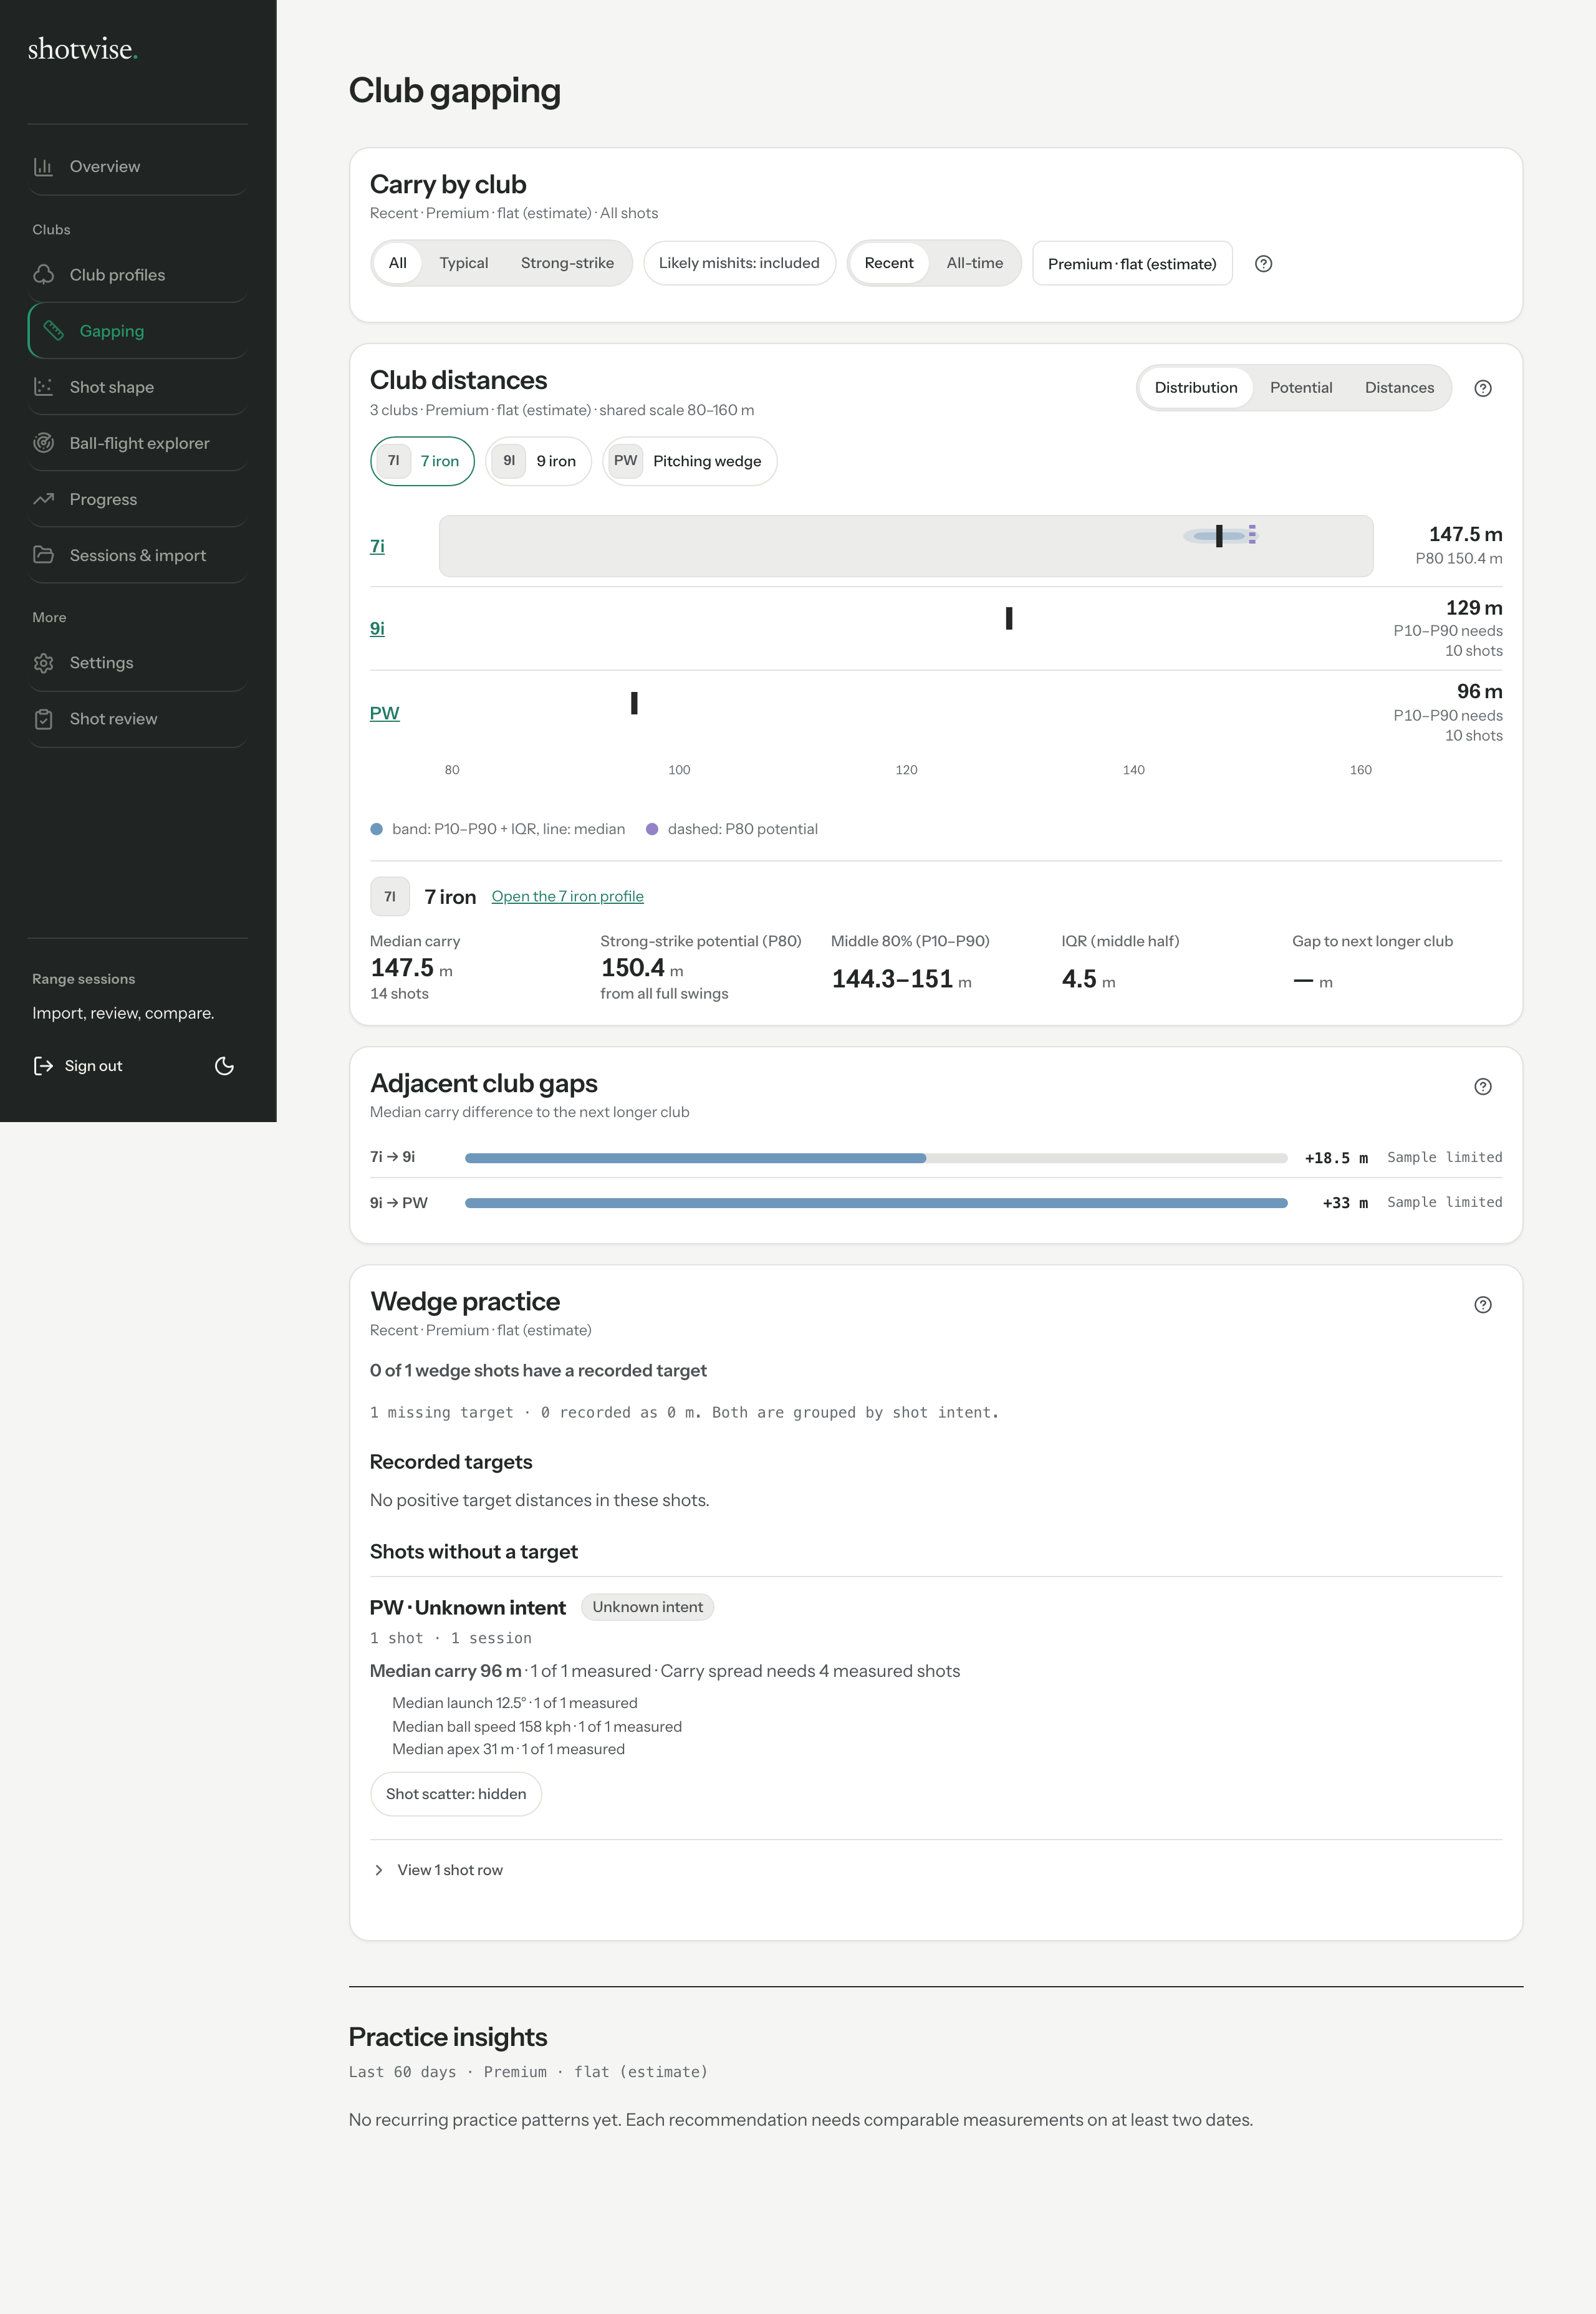 shotwise.
Overview
Clubs
Club profiles
Gapping
Shot shape
Ball-flight explorer
Progress
Sessions & import
More
Settings
Shot review
Range sessions
Import, review, compare.
Sign out
Club gapping
Carry by club
Recent · Premium · flat (estimate) · All shots
All Typical Strong-strike Likely mishits: included Recent All-time Premium · flat (estimate)
Club distances
3 clubs · Premium · flat (estimate) · shared scale 80–160 m
Distribution Potential Distances
7I 7 iron 9I 9 iron PW Pitching wedge
7i
147.5 m
P80 150.4 m
9i
129 m
P10–P90 needs
10 shots
PW
96 m
P10–P90 needs
10 shots
80 100 120 140 160
band: P10–P90 + IQR, line: median dashed: P80 potential
7I 7 iron Open the 7 iron profile
Median carry
147.5 m
14 shots
Strong-strike potential (P80)
150.4 m
from all full swings
Middle 80% (P10–P90)
144.3–151 m
IQR (middle half)
4.5 m
Gap to next longer club
— m
Adjacent club gaps
Median carry difference to the next longer club
7i → 9i +18.5 m Sample limited
9i → PW +33 m Sample limited
Wedge practice
Recent · Premium · flat (estimate)
0 of 1 wedge shots have a recorded target
1 missing target · 0 recorded as 0 m. Both are grouped by shot intent.
Recorded targets
No positive target distances in these shots.
Shots without a target
PW · Unknown intent Unknown intent
1 shot · 1 session
Median carry 96 m · 1 of 1 measured · Carry spread needs 4 measured shots
Median launch 12.5° · 1 of 1 measured
Median ball speed 158 kph · 1 of 1 measured
Median apex 31 m · 1 of 1 measured
Shot scatter: hidden
View 1 shot row
Practice insights
Last 60 days · Premium · flat (estimate)
No recurring practice patterns yet. Each recommendation needs comparable measurements on at least two dates.